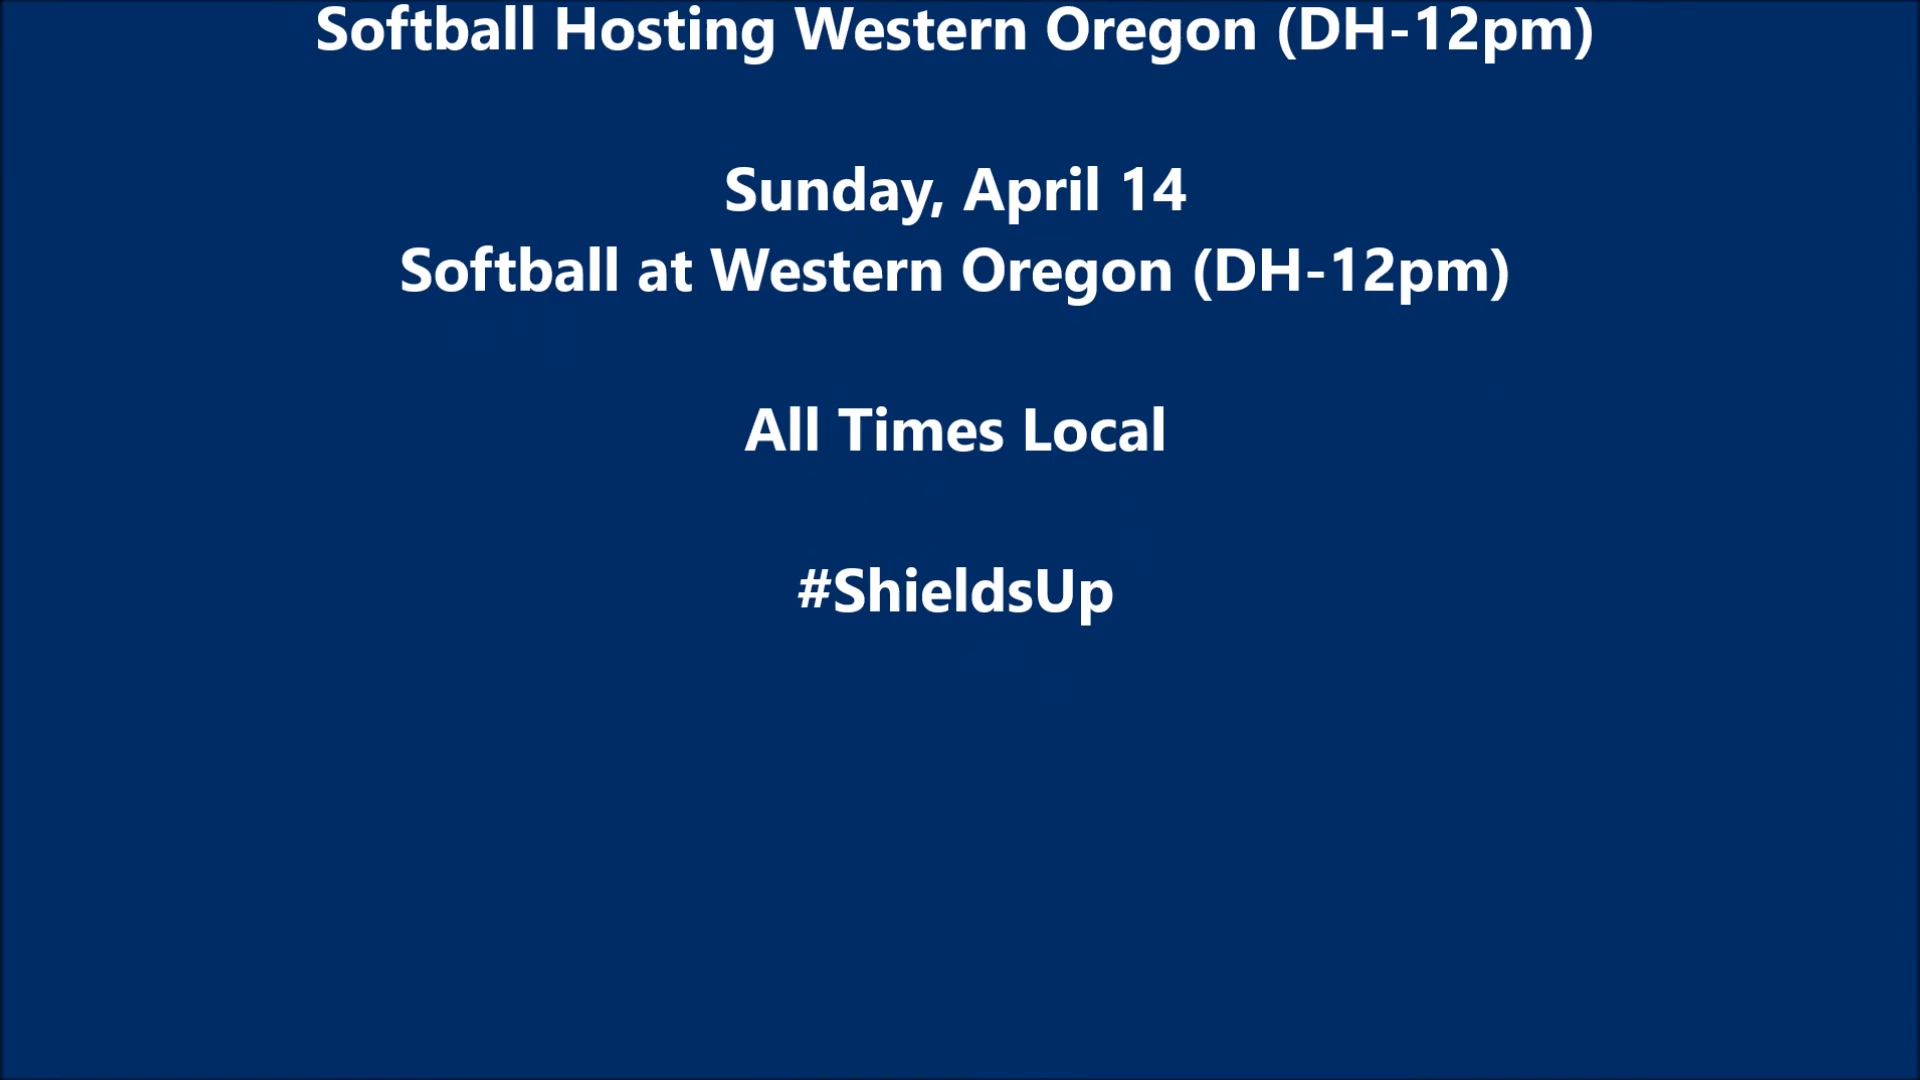 Softball Hosting Western Oregon (DH-12pm)
Sunday, April 14
Softball at Western Oregon (DH-12pm)
All Times Local
#ShieldsUp